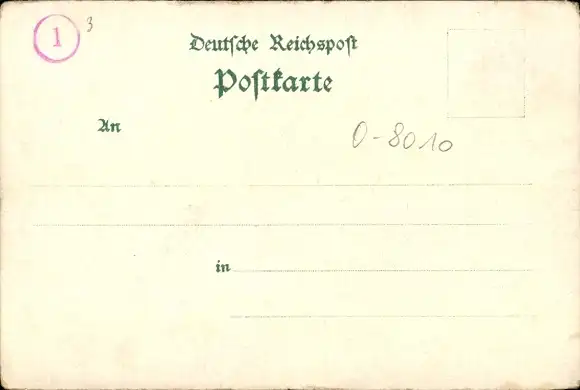 1 3
Deutsche Reichspost
Postkarte
An
0-8010
in